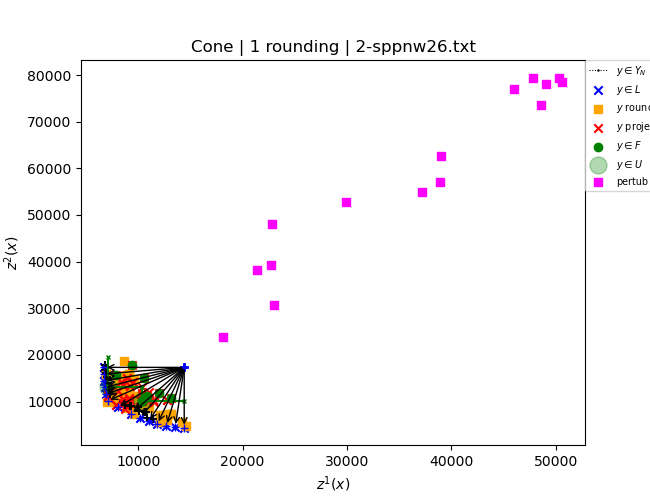 Cone | 1 rounding | 2-sppnw26.txt
80000
70000
60000
50000
40000
30000
20000
10000
z²(x)
10000 20000 30000 40000 50000
z¹(x)
y ∈ Y_N
y ∈ L
y roun
y proje
y ∈ F
y ∈ U
pertub